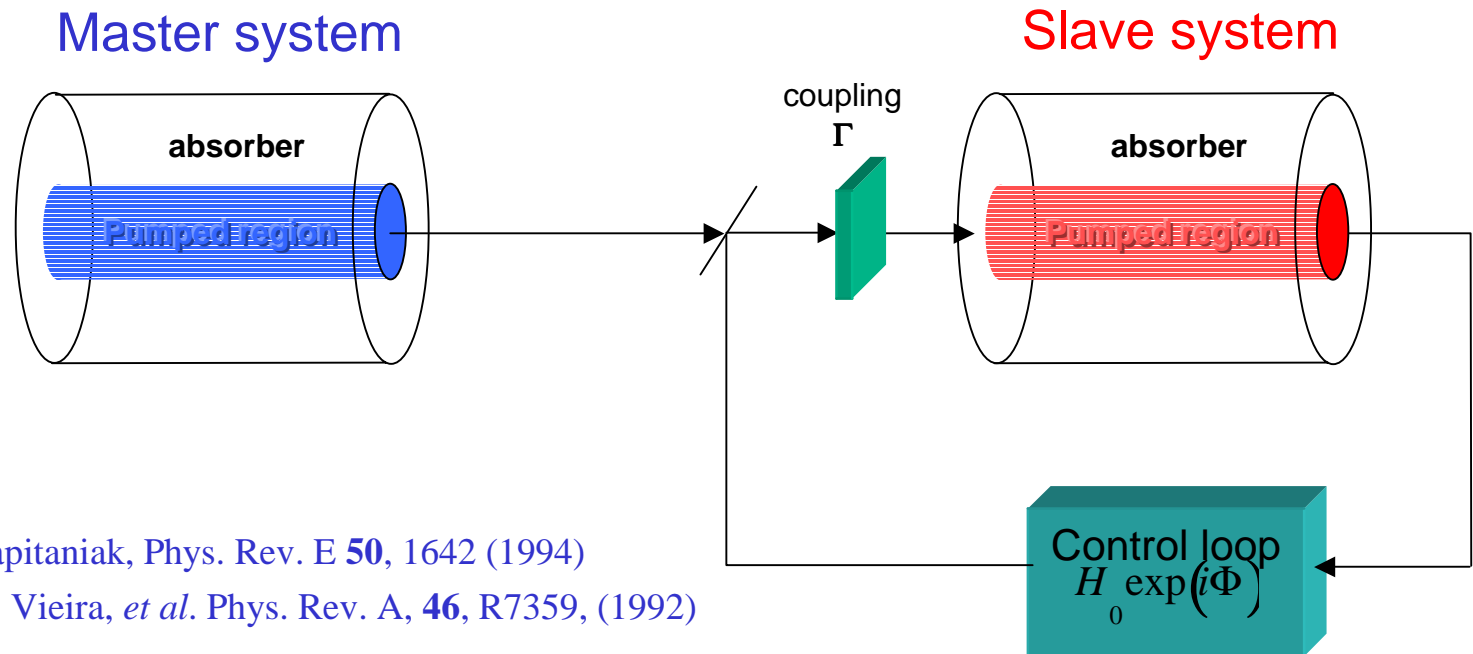 Master system
Slave system
coupling
Γ
absorber
absorber
Pumped region
Pumped region
Control loop
H₀ exp(iΦ)
apitaniak, Phys. Rev. E 50, 1642 (1994)
Vieira, et al. Phys. Rev. A, 46, R7359, (1992)